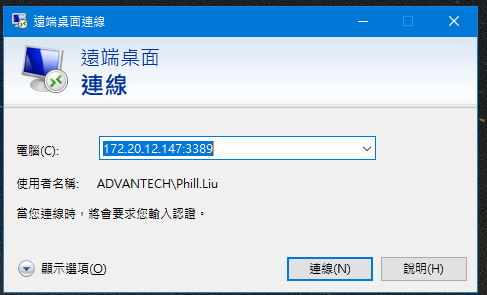 遠端桌面連線
遠端桌面
連線
電腦(C):
172.20.12.147:3389
使用者名稱: ADVANTECH\Phill.Liu
當您連線時，將會要求您輸入認證。
顯示選項(O) 連線(N) 說明(H)